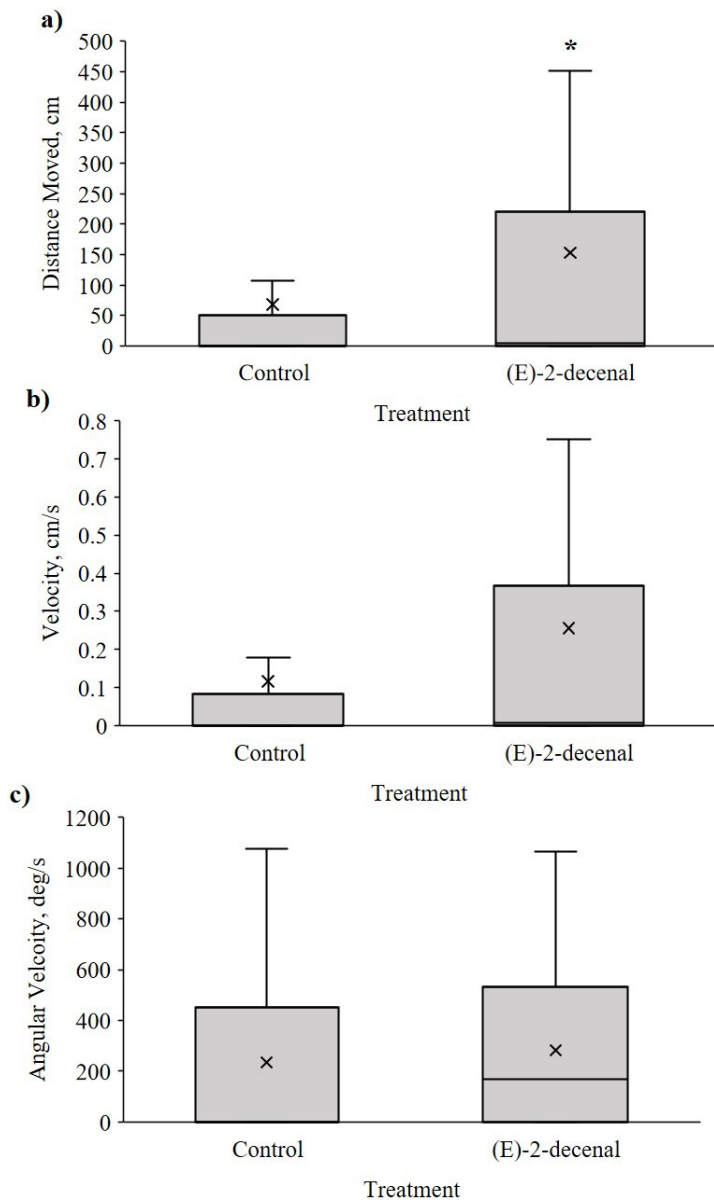 a)
*
Distance Moved, cm
500
450
400
350
300
250
200
150
100
50
0
Control (E)-2-decenal
Treatment
b)
Velocity, cm/s
0.8
0.7
0.6
0.5
0.4
0.3
0.2
0.1
0
Control (E)-2-decenal
Treatment
c)
Angular Velcoity, deg/s
1200
1000
800
600
400
200
0
Control (E)-2-decenal
Treatment